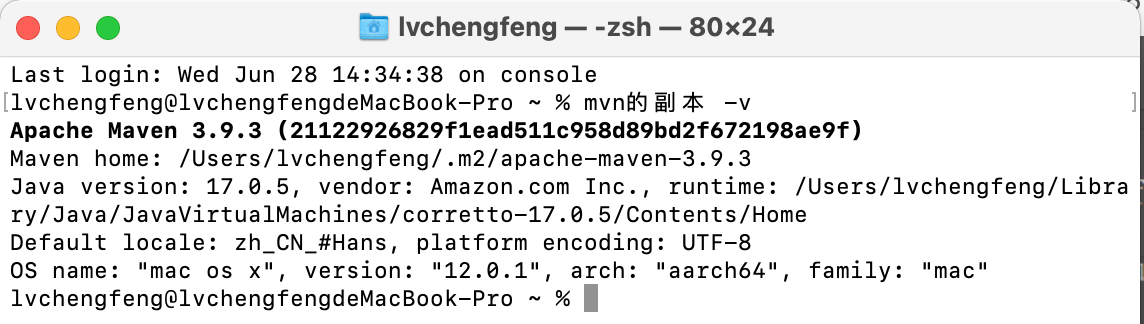 lvchengfeng — -zsh — 80×24
Last login: Wed Jun 28 14:34:38 on console
[lvchengfeng@lvchengfengdeMacBook-Pro ~ % mvn的副本 -v ]
Apache Maven 3.9.3 (21122926829f1ead511c958d89bd2f672198ae9f)
Maven home: /Users/lvchengfeng/.m2/apache-maven-3.9.3
Java version: 17.0.5, vendor: Amazon.com Inc., runtime: /Users/lvchengfeng/Libra
ry/Java/JavaVirtualMachines/corretto-17.0.5/Contents/Home
Default locale: zh_CN_#Hans, platform encoding: UTF-8
OS name: "mac os x", version: "12.0.1", arch: "aarch64", family: "mac"
lvchengfeng@lvchengfengdeMacBook-Pro ~ %